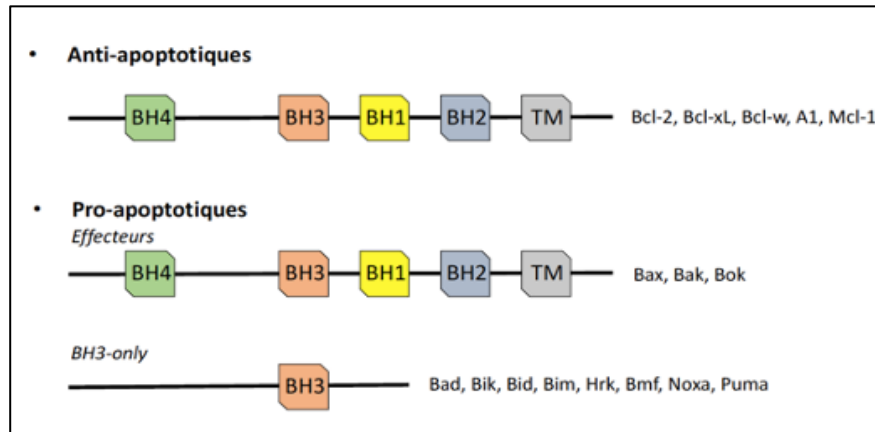 • Anti-apoptotiques
BH4 BH3 BH1 BH2 TM Bcl-2, Bcl-xL, Bcl-w, A1, Mcl-1
• Pro-apoptotiques
Effecteurs
BH4 BH3 BH1 BH2 TM Bax, Bak, Bok
BH3-only
BH3 Bad, Bik, Bid, Bim, Hrk, Bmf, Noxa, Puma